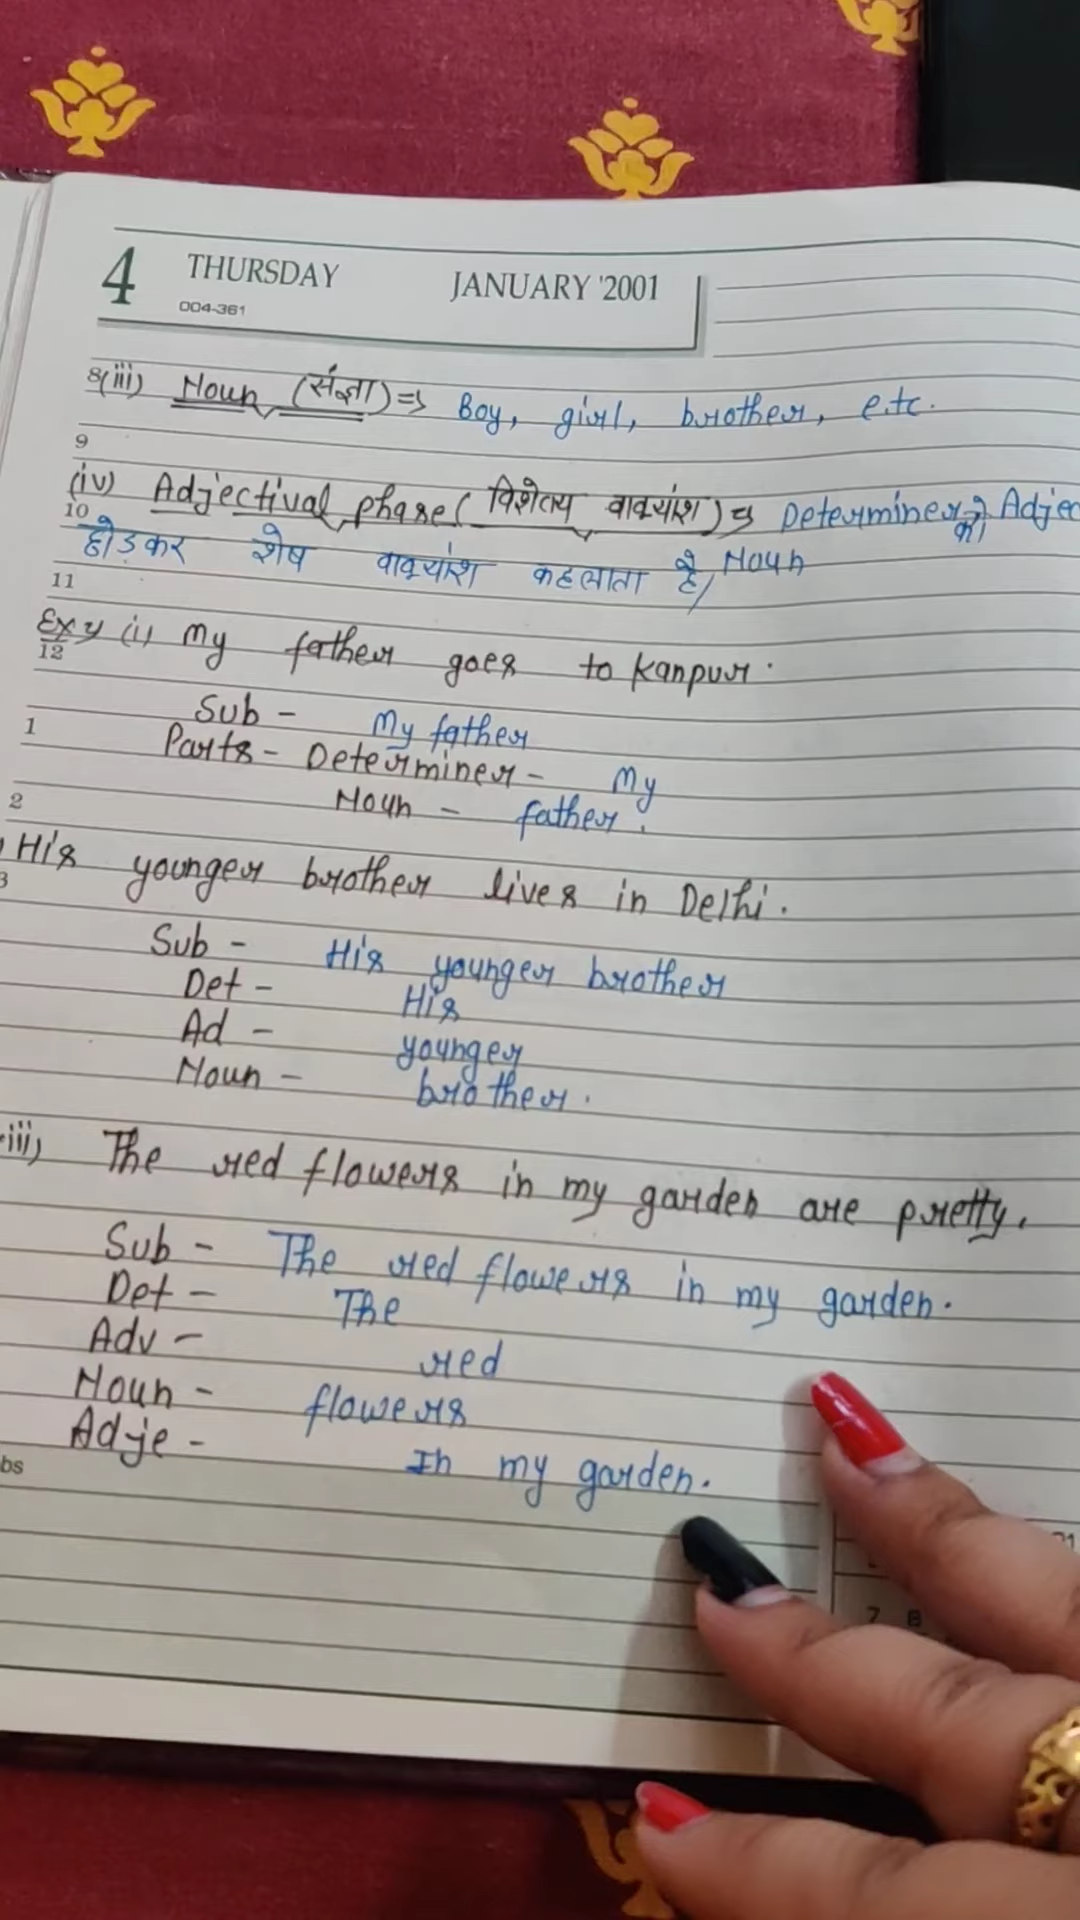 4 THURSDAY JANUARY '2001
004-361
8 (iii) Noun (संज्ञा) => Boy, girl, brother, etc.
9
(iv) Adjectival phase (विशेतय वाक्यांश) => Determiner, Adjec
10 छोड़कर शेष वाक्यांश कहलाता है, Noun को
11
Ex => (i) My father goes to Kanpur.
12
Sub - My father
1
Parts - Determiner - My
Noun - father.
2
His younger brother lives in Delhi.
3
Sub - His younger brother
Det - His
Ad - younger
Noun - brother.
iii) The red flowers in my garden are pretty.
Sub - The red flowers in my garden.
Det - The
Adv - red
Noun - flowers
Adje - In my garden.
bs
7 8